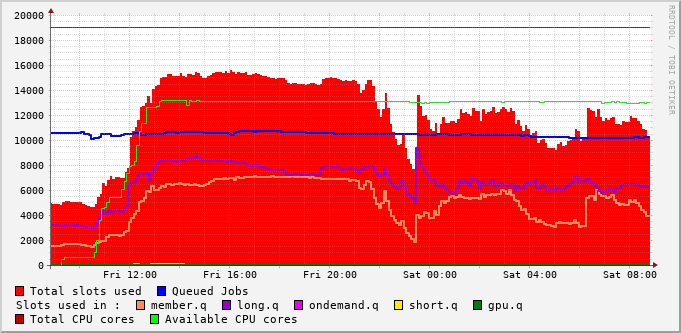 20000
18000
16000
14000
12000
10000
8000
6000
4000
2000
0
Fri 12:00 Fri 16:00 Fri 20:00 Sat 00:00 Sat 04:00 Sat 08:00
RRDTOOL / TOBI OETIKER
Total slots used Queued Jobs
Slots used in : member.q long.q ondemand.q short.q gpu.q
Total CPU cores Available CPU cores